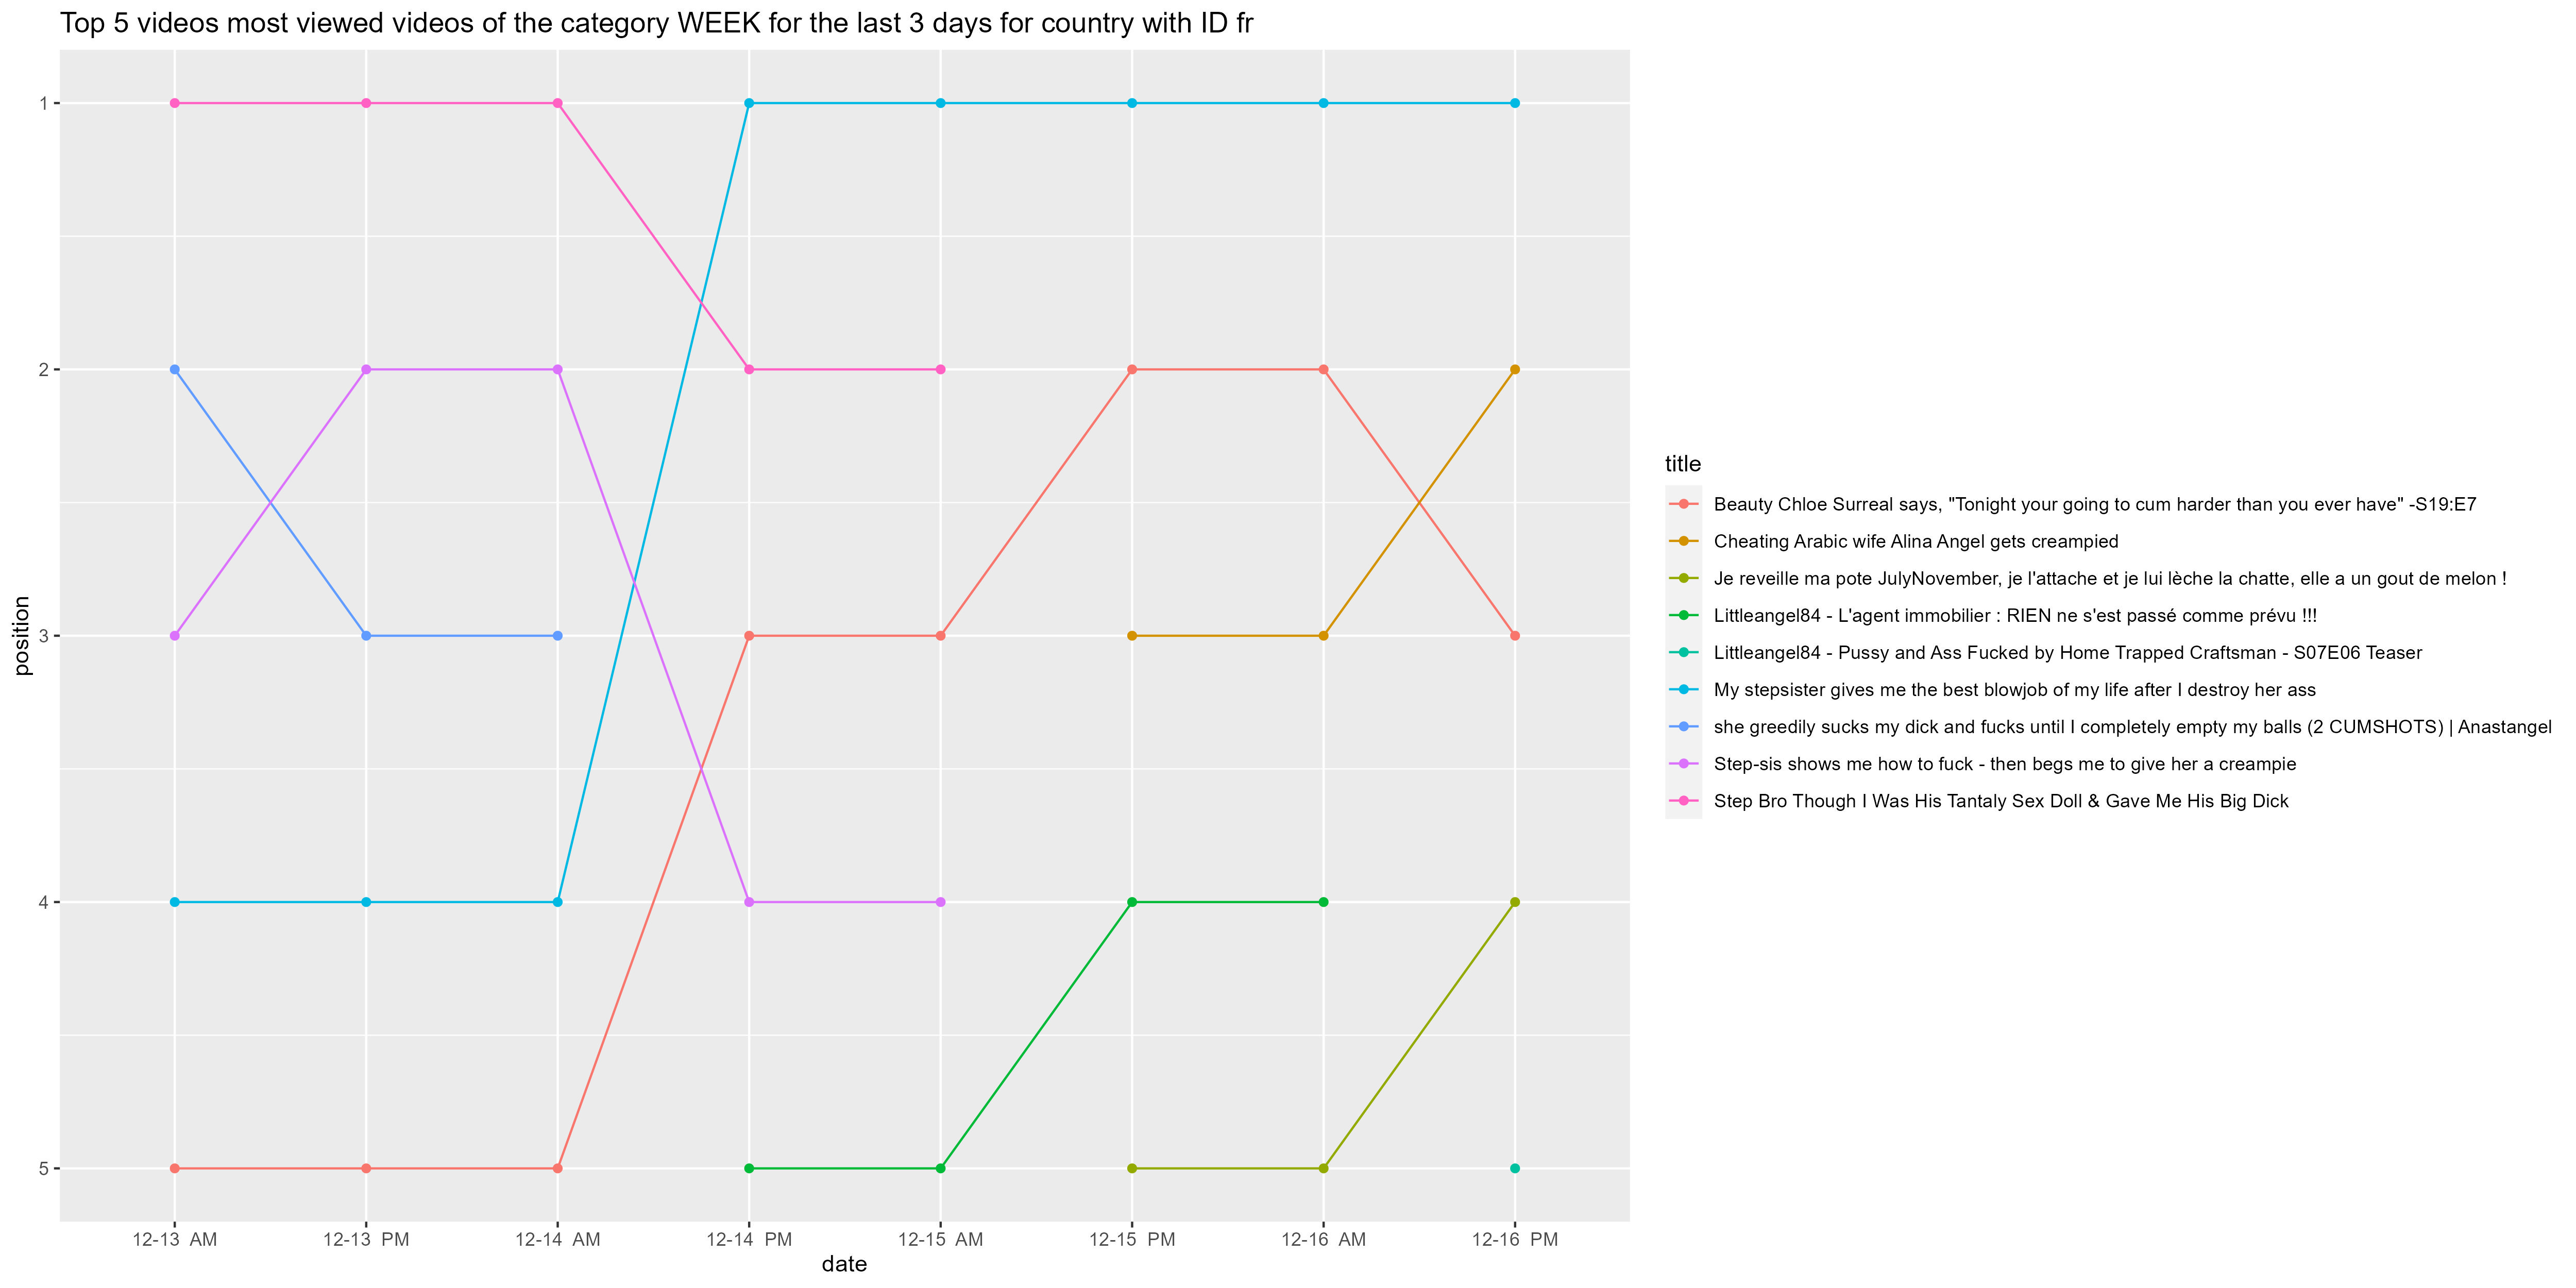 Top 5 videos most viewed videos of the category WEEK for the last 3 days for country with ID fr
1
2
3
4
5
position
12-13 AM
12-13 PM
12-14 AM
12-14 PM
12-15 AM
12-15 PM
12-16 AM
12-16 PM
date
title
Beauty Chloe Surreal says, "Tonight your going to cum harder than you ever have" -S19:E7
Cheating Arabic wife Alina Angel gets creampied
Je reveille ma pote JulyNovember, je l'attache et je lui lèche la chatte, elle a un gout de melon !
Littleangel84 - L'agent immobilier : RIEN ne s'est passé comme prévu !!!
Littleangel84 - Pussy and Ass Fucked by Home Trapped Craftsman - S07E06 Teaser
My stepsister gives me the best blowjob of my life after I destroy her ass
she greedily sucks my dick and fucks until I completely empty my balls (2 CUMSHOTS) | Anastangel
Step-sis shows me how to fuck - then begs me to give her a creampie
Step Bro Though I Was His Tantaly Sex Doll & Gave Me His Big Dick